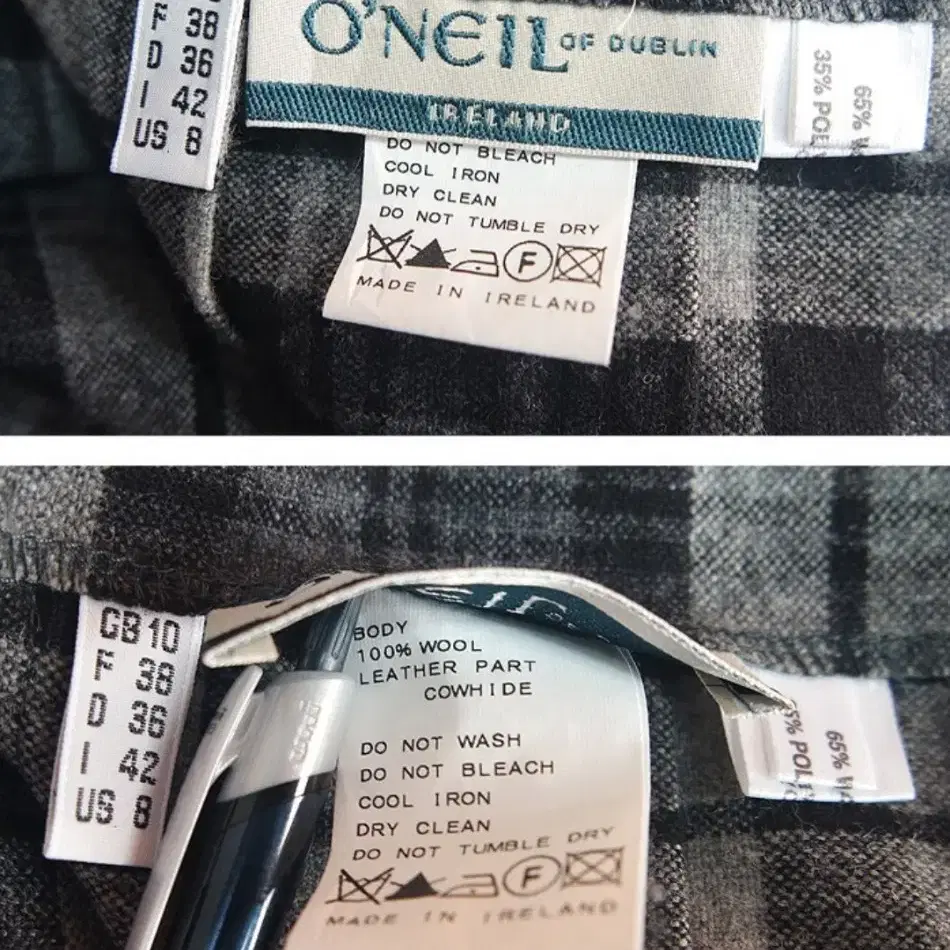 F 38
D 36
I 42
US 8
O'NEIL OF DUBLIN
IRELAND
35% POL
65%
DO NOT BLEACH
COOL IRON
DRY CLEAN
DO NOT TUMBLE DRY
F
MADE IN IRELAND
GB 10
F 38
D 36
I 42
US 8
BODY
100% WOOL
LEATHER PART
COWHIDE
DO NOT WASH
DO NOT BLEACH
COOL IRON
DRY CLEAN
DO NOT TUMBLE DRY
F
MADE IN IRELAND
5% POL
65% W